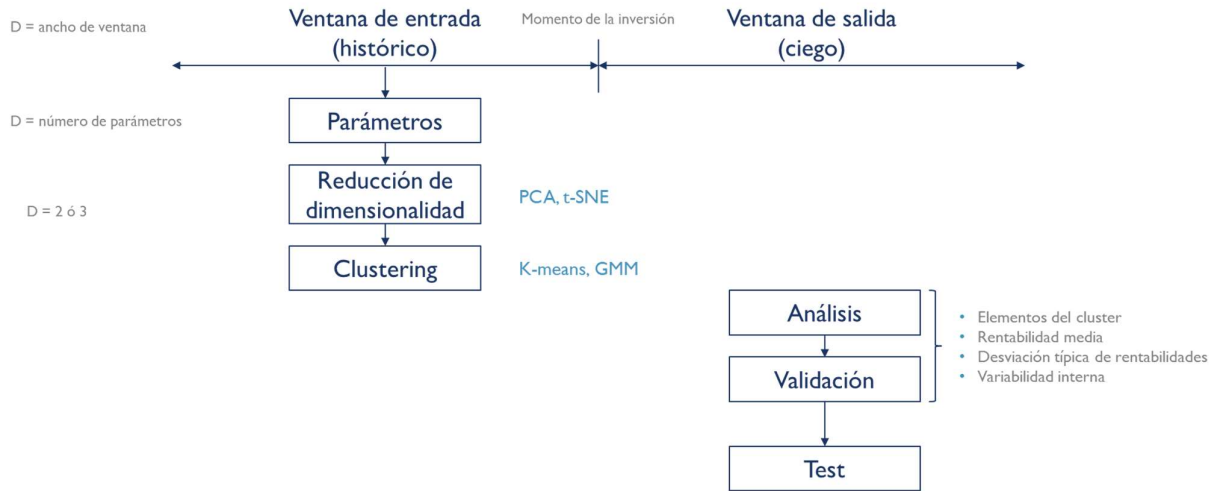 D = ancho de ventana
Ventana de entrada
(histórico)
Momento de la inversión
Ventana de salida
(ciego)
D = número de parámetros
Parámetros
Reducción de
dimensionalidad
PCA, t-SNE
D = 2 ó 3
Clustering
K-means, GMM
Análisis
Validación
• Elementos del cluster
• Rentabilidad media
• Desviación típica de rentabilidades
• Variabilidad interna
Test